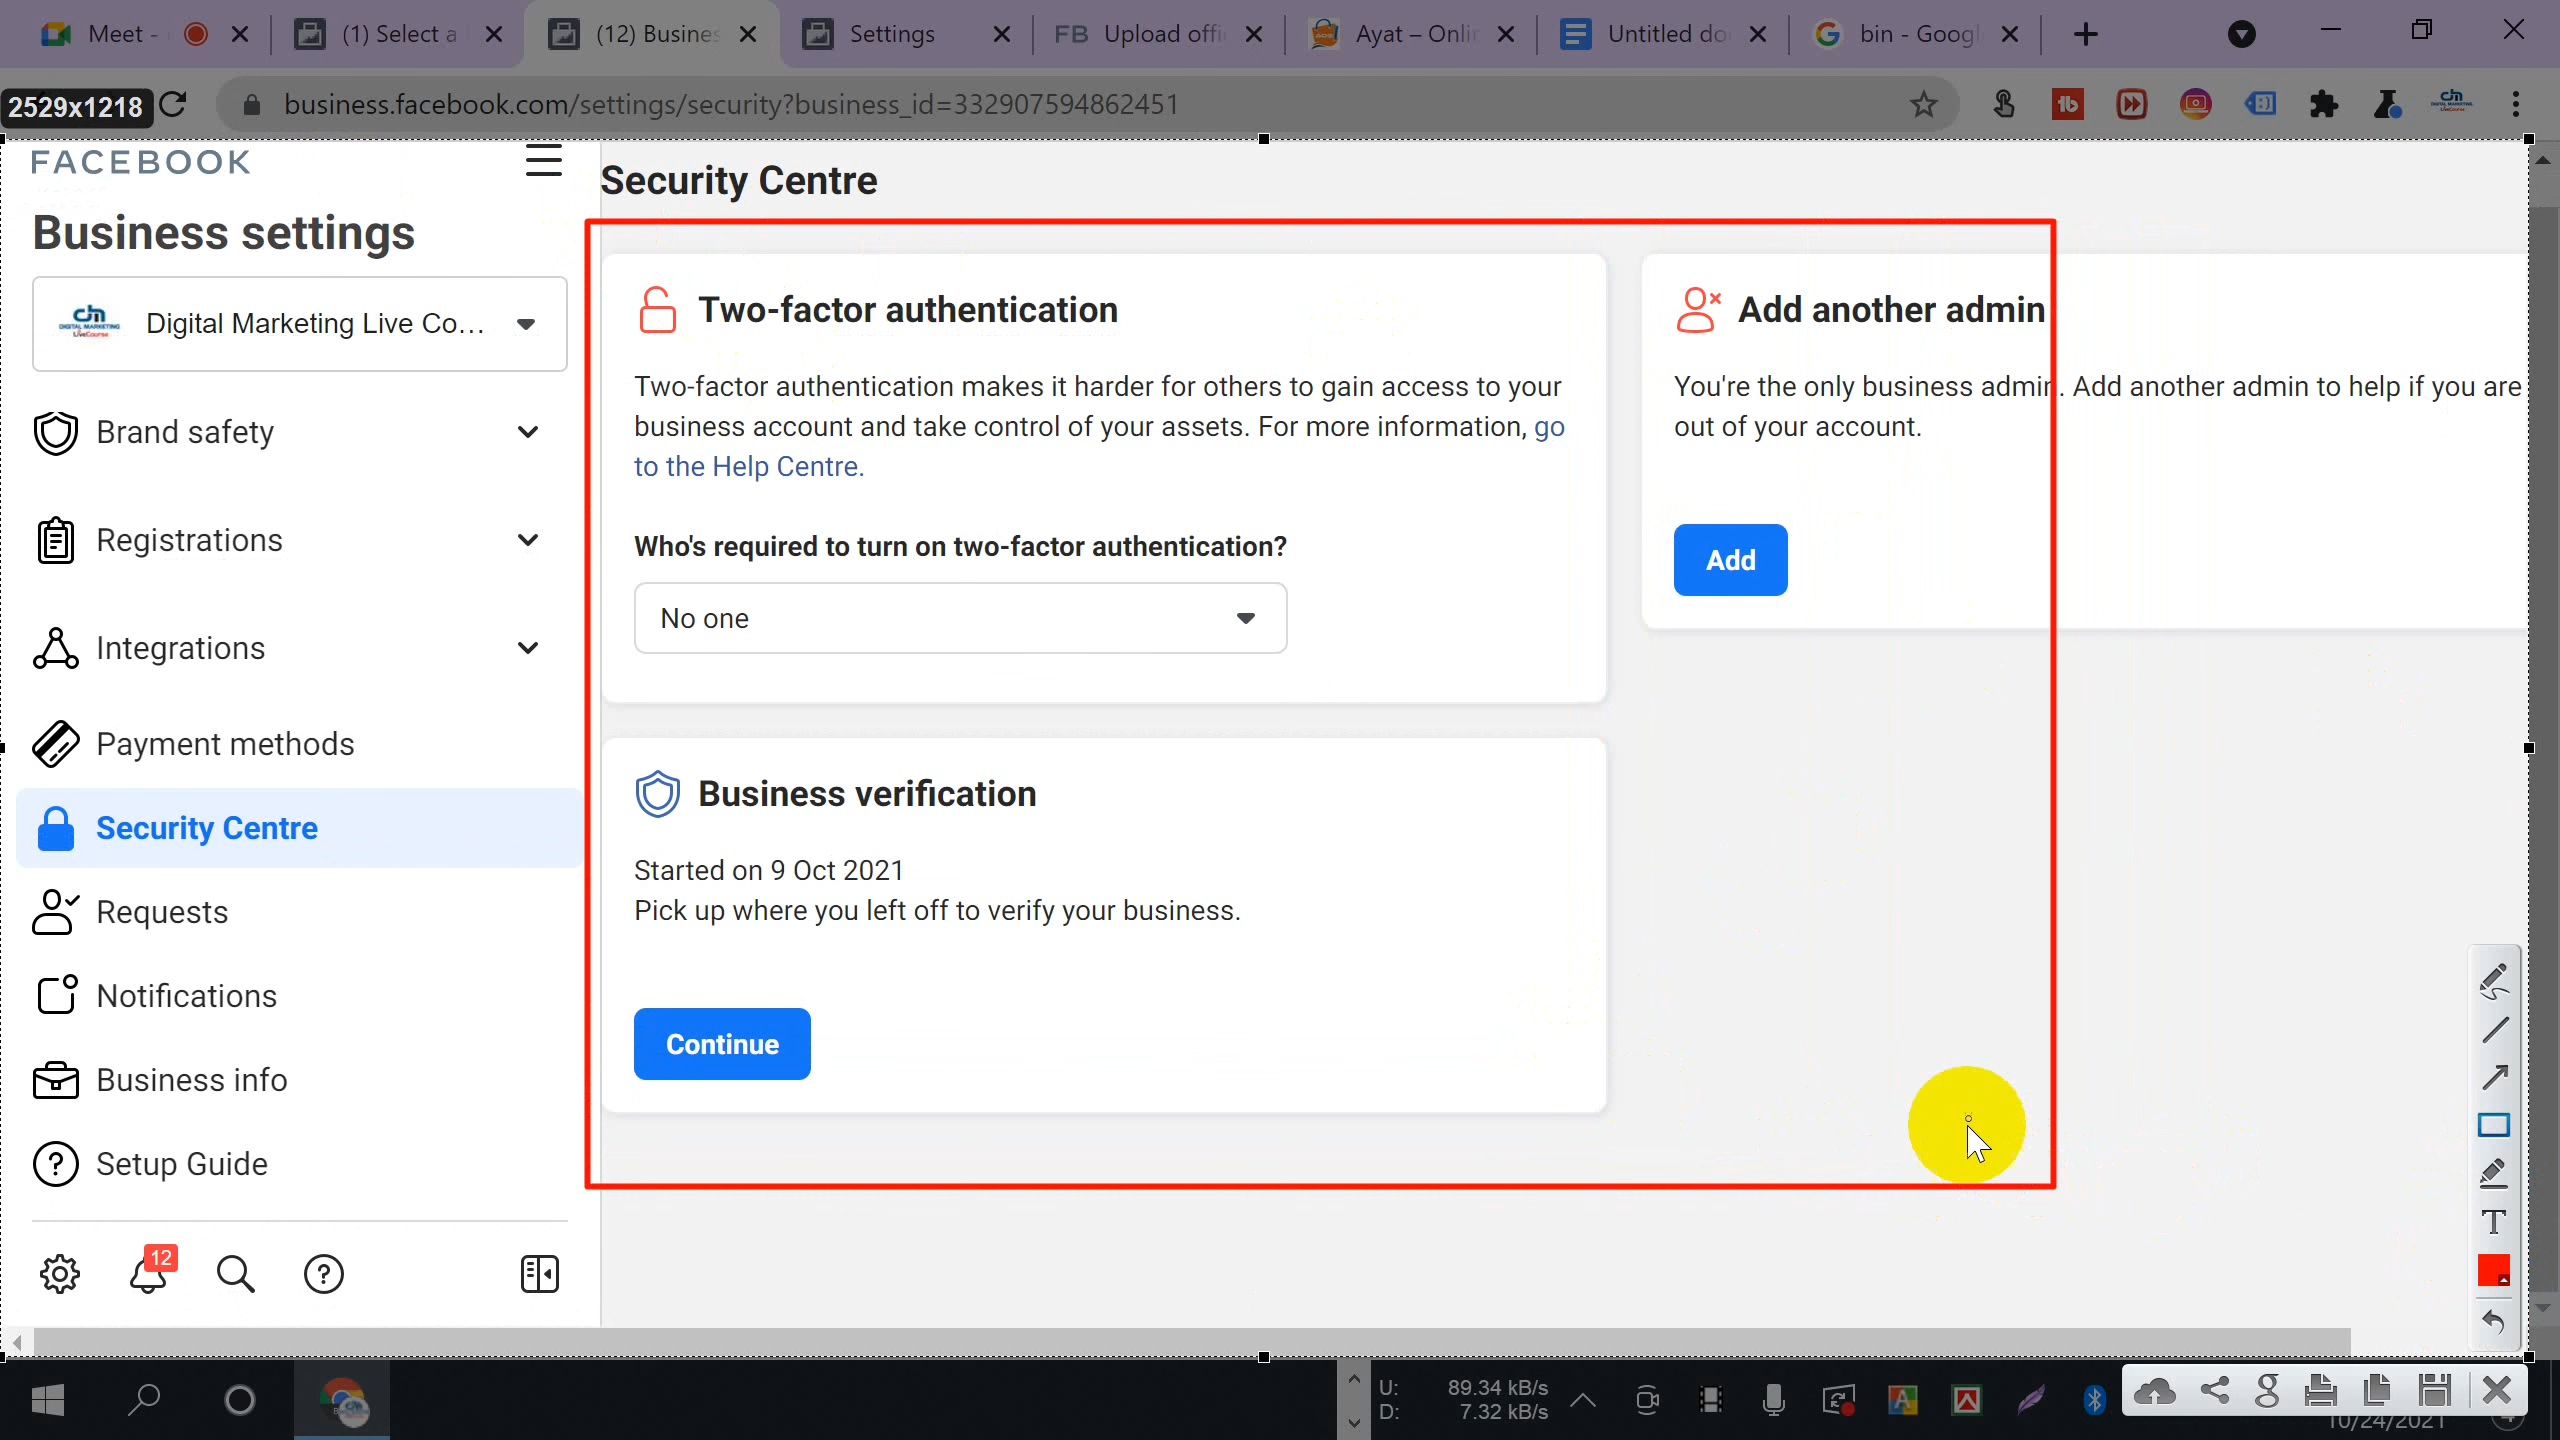 Meet -
(1) Select a
(12) Busines
Settings
FB Upload offi
Ayat – Onlin
Untitled do
bin - Googl
2529x1218
business.facebook.com/settings/security?business_id=332907594862451
FACEBOOK
Business settings
Digital Marketing Live Co...
Brand safety
Registrations
Integrations
Payment methods
Security Centre
Requests
Notifications
Business info
Setup Guide
12
Security Centre
Two-factor authentication
Two-factor authentication makes it harder for others to gain access to your
business account and take control of your assets. For more information, go
to the Help Centre.
Who's required to turn on two-factor authentication?
No one
Add another admin
You're the only business admin. Add another admin to help if you are
out of your account.
Add
Business verification
Started on 9 Oct 2021
Pick up where you left off to verify your business.
Continue
U: 89.34 kB/s
D: 7.32 kB/s
10/24/2021